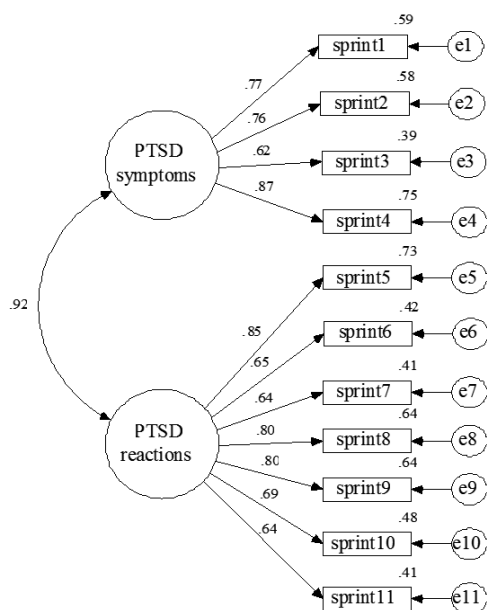 .59
sprint1 e1
.77
.58
sprint2 e2
.76
.39
PTSD
symptoms
.62
sprint3 e3
.87
.75
sprint4 e4
.73
sprint5 e5
.92
.85
.42
sprint6 e6
.65
.41
.64
sprint7 e7
PTSD
reactions
.80
.64
sprint8 e8
.80
.64
sprint9 e9
.69
.48
sprint10 e10
.64
.41
sprint11 e11